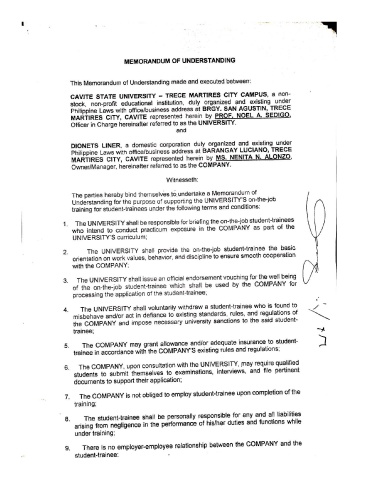 MEMORANDUM OF UNDERSTANDING
This Memorandum of Understanding made and executed between:
CAVITE STATE UNIVERSITY – TRECE MARTIRES CITY CAMPUS, a non-
stock, non-profit educational institution, duly organized and existing under
Philippine Laws with office/business address at BRGY. SAN AGUSTIN, TRECE
MARTIRES CITY, CAVITE represented herein by PROF. NOEL A. SEDIGO,
Officer in Charge hereinafter referred to as the UNIVERSITY.
and
DIONETS LINER, a domestic corporation duly organized and existing under
Philippine Laws with office/business address at BARANGAY LUCIANO, TRECE
MARTIRES CITY, CAVITE represented herein by MS. NENITA N. ALONZO,
Owner/Manager, hereinafter referred to as the COMPANY.
Witnesseth:
The parties hereby bind themselves to undertake a Memorandum of
Understanding for the purpose of supporting the UNIVERSITY'S on-the-job
training for student-trainees under the following terms and conditions:
1. The UNIVERSITY shall be responsible for briefing the on-the-job student-trainees
who intend to conduct practicum exposure in the COMPANY as part of the
UNIVERSITY'S curriculum;
2. The UNIVERSITY shall provide the on-the-job student-trainee the basic
orientation on work values, behavior, and discipline to ensure smooth cooperation
with the COMPANY;
3. The UNIVERSITY shall issue an official endorsement vouching for the well being
of the on-the-job student-trainee which shall be used by the COMPANY for
processing the application of the student-trainee;
4. The UNIVERSITY shall voluntarily withdraw a student-trainee who is found to
misbehave and/or act in defiance to existing standards, rules, and regulations of
the COMPANY and impose necessary university sanctions to the said student-
trainee;
5. The COMPANY may grant allowance and/or adequate insurance to student-
trainee in accordance with the COMPANY'S existing rules and regulations;
6. The COMPANY, upon consultation with the UNIVERSITY, may require qualified
students to submit themselves to examinations, interviews, and file pertinent
documents to support their application;
7. The COMPANY is not obliged to employ student-trainee upon completion of the
training;
8. The student-trainee shall be personally responsible for any and all liabilities
arising from negligence in the performance of his/her duties and functions while
under training;
9. There is no employer-employee relationship between the COMPANY and the
student-trainee: